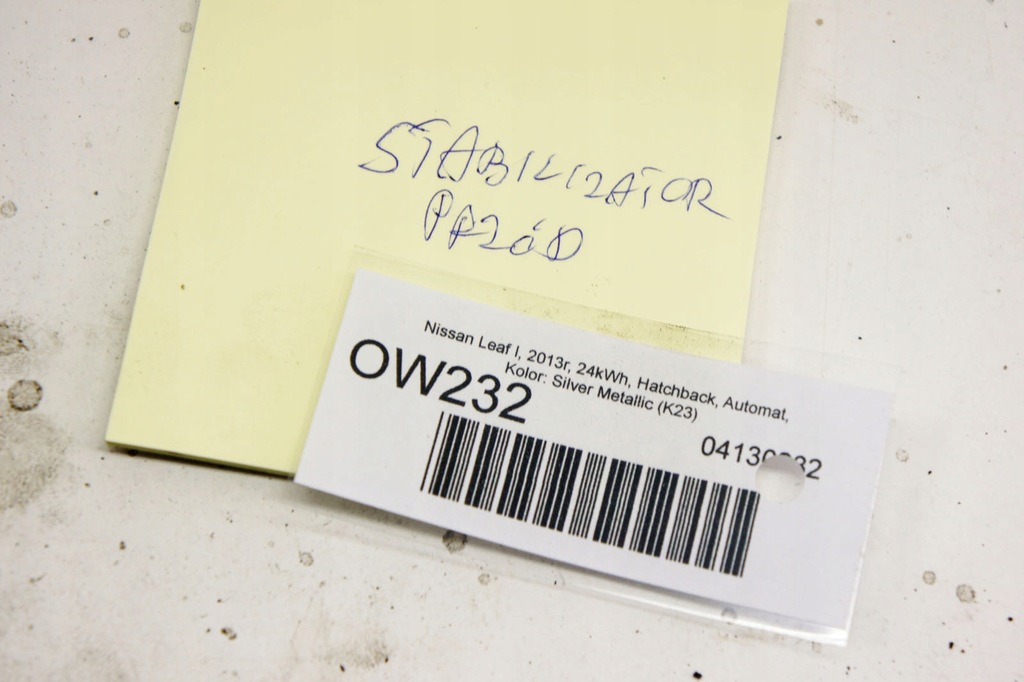 STABILIZATOR
PRZÓD
Nissan Leaf I, 2013r, 24kWh, Hatchback, Automat,
Kolor: Silver Metallic (K23)
OW232